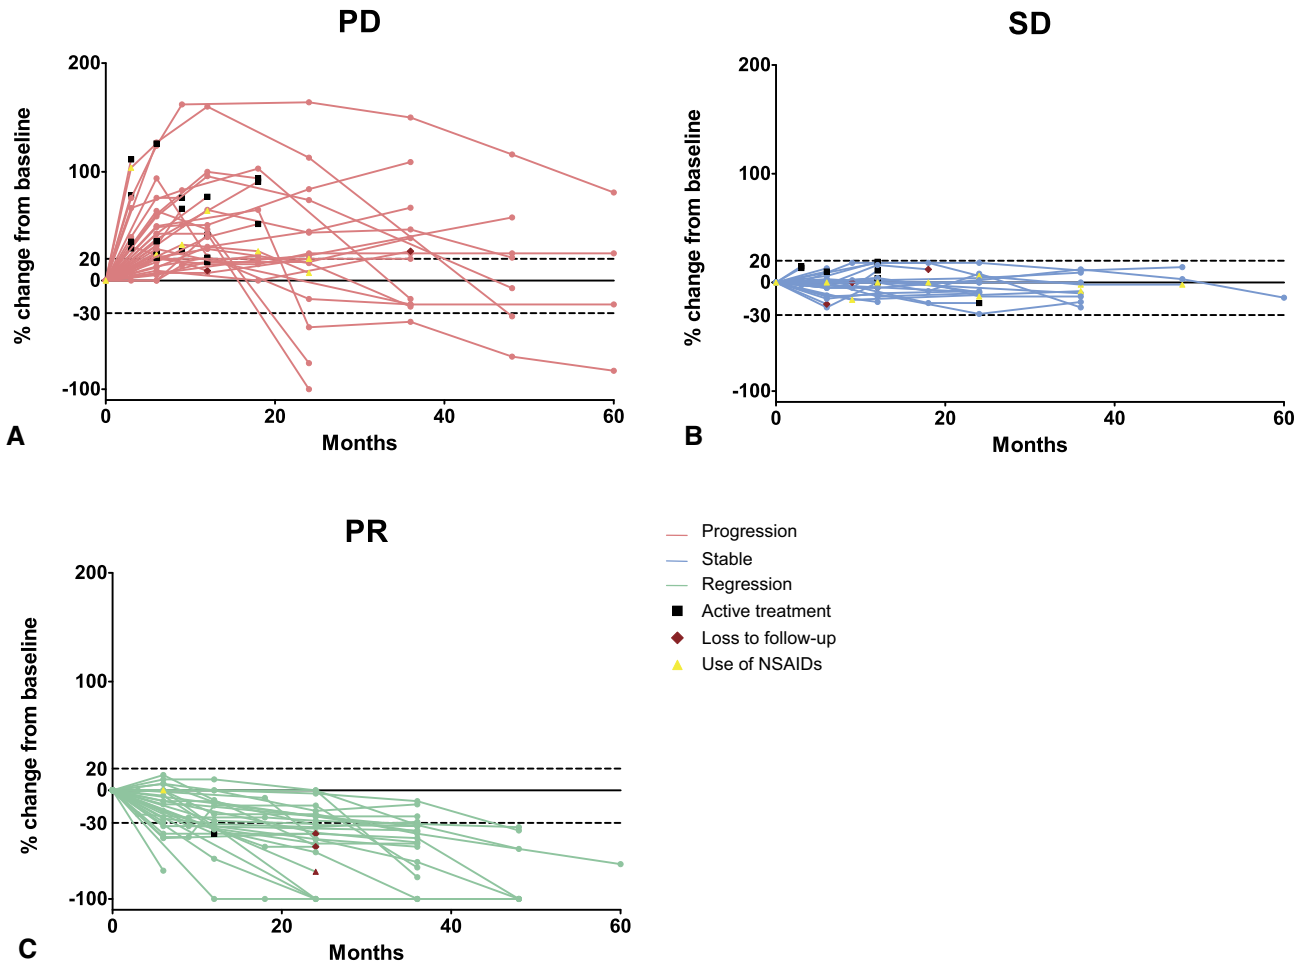 PD
% change from baseline
200
100
20
0
-30
-100
0
20
40
60
Months
A
SD
% change from baseline
200
100
20
0
-30
-100
0
20
40
60
Months
B
PR
% change from baseline
200
100
20
0
-30
-100
0
20
40
60
Months
C
Progression
Stable
Regression
Active treatment
Loss to follow-up
Use of NSAIDs